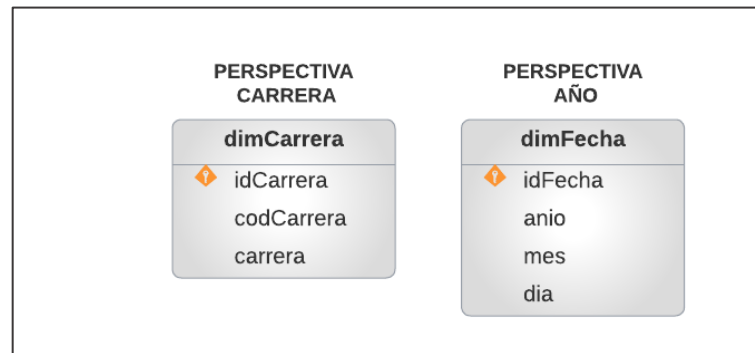 PERSPECTIVA
CARRERA
dimCarrera
idCarrera
codCarrera
carrera
PERSPECTIVA
AÑO
dimFecha
idFecha
anio
mes
dia